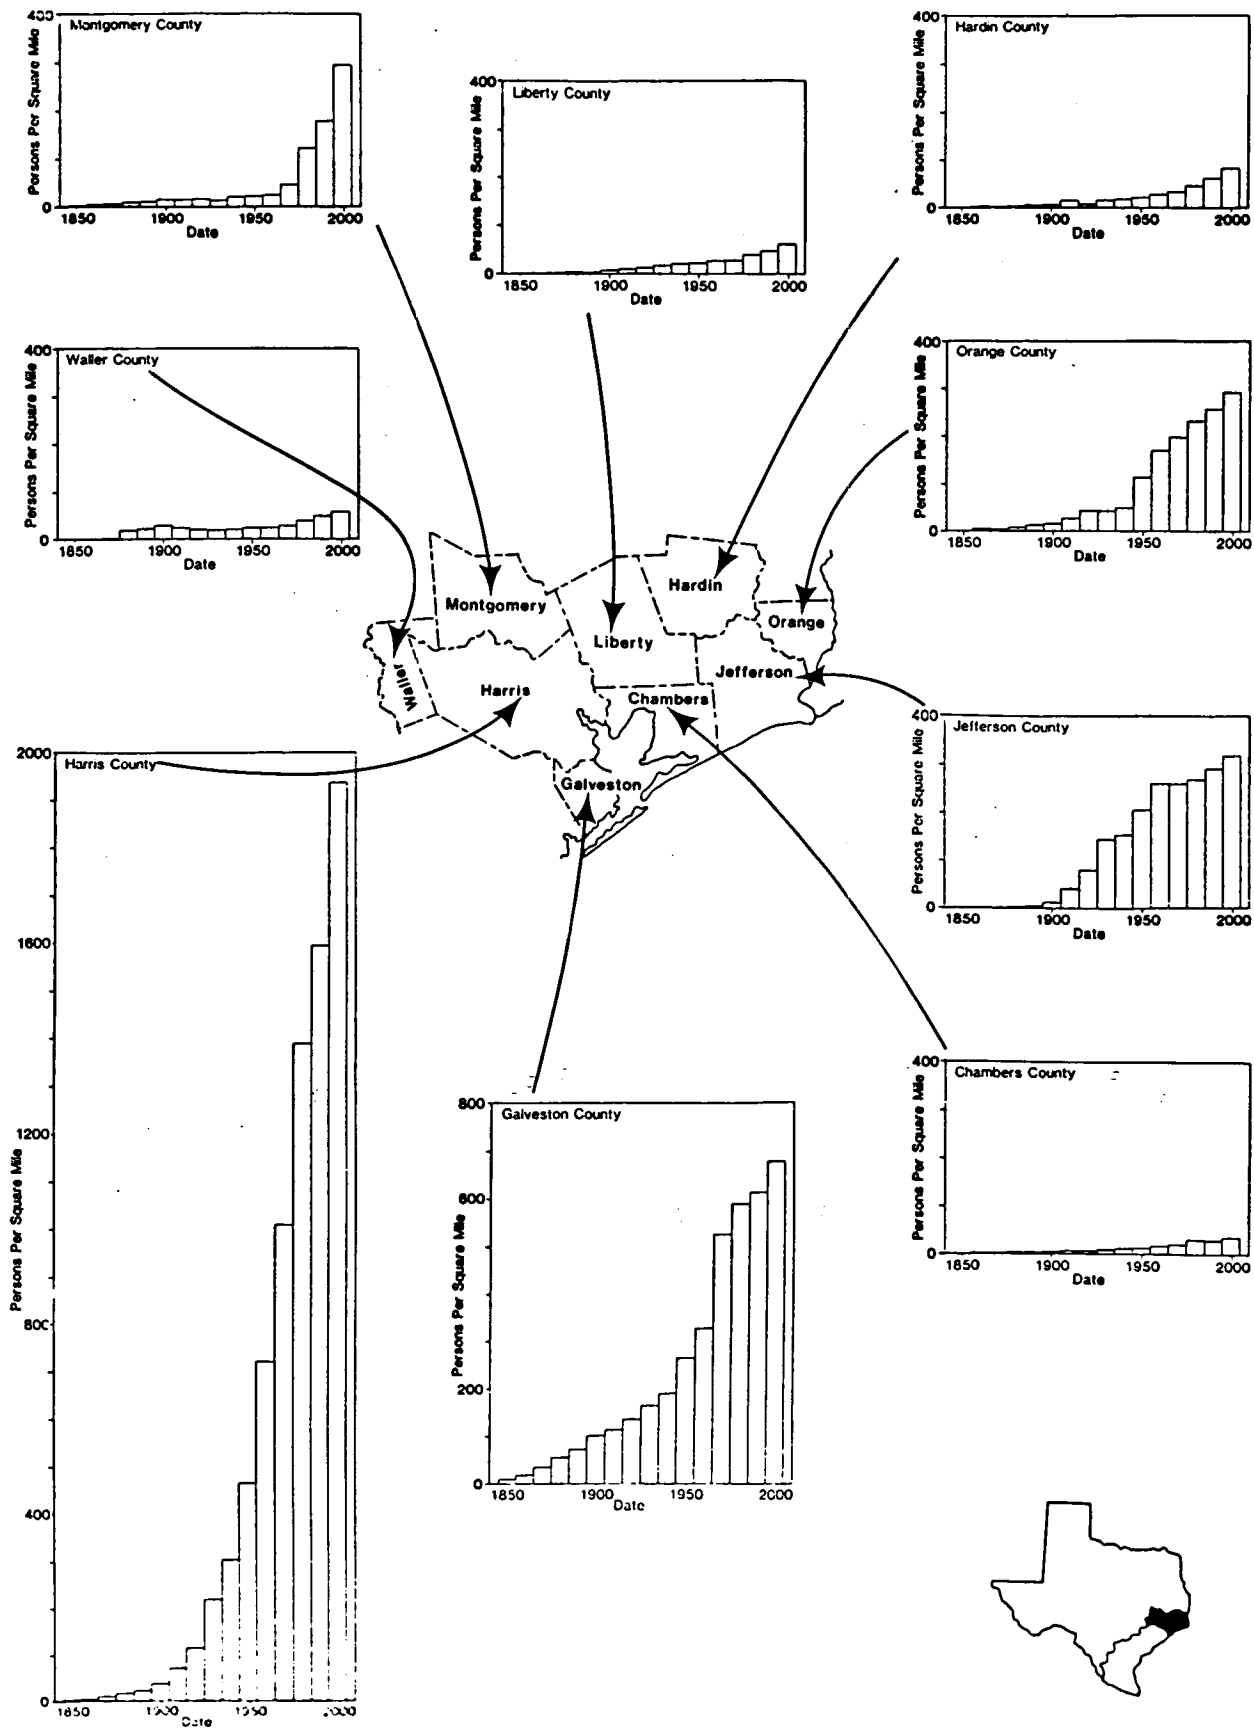 400
Montgomery County
Persons Per Square Mile
0
1850
1900
1950
2000
Date
400
Liberty County
Persons Per Square Mile
0
1850
1900
1950
2000
Date
400
Hardin County
Persons Per Square Mile
0
1850
1900
1950
2000
Date
400
Waller County
Persons Per Square Mile
0
1850
1900
1950
2000
Date
400
Orange County
Persons Per Square Mile
0
1850
1900
1950
2000
Date
Montgomery
Hardin
Liberty
Orange
Waller
Harris
Jefferson
Chambers
Galveston
400
Jefferson County
Persons Per Square Mile
0
1850
1900
1950
2000
Date
2000
Harris County
1600
1200
Persons Per Square Mile
800
400
0
1850
1900
1950
2000
Date
800
Galveston County
600
Persons Per Square Mile
200
0
1850
1900
1950
2000
Date
400
Chambers County
Persons Per Square Mile
0
1850
1900
1950
2000
Date